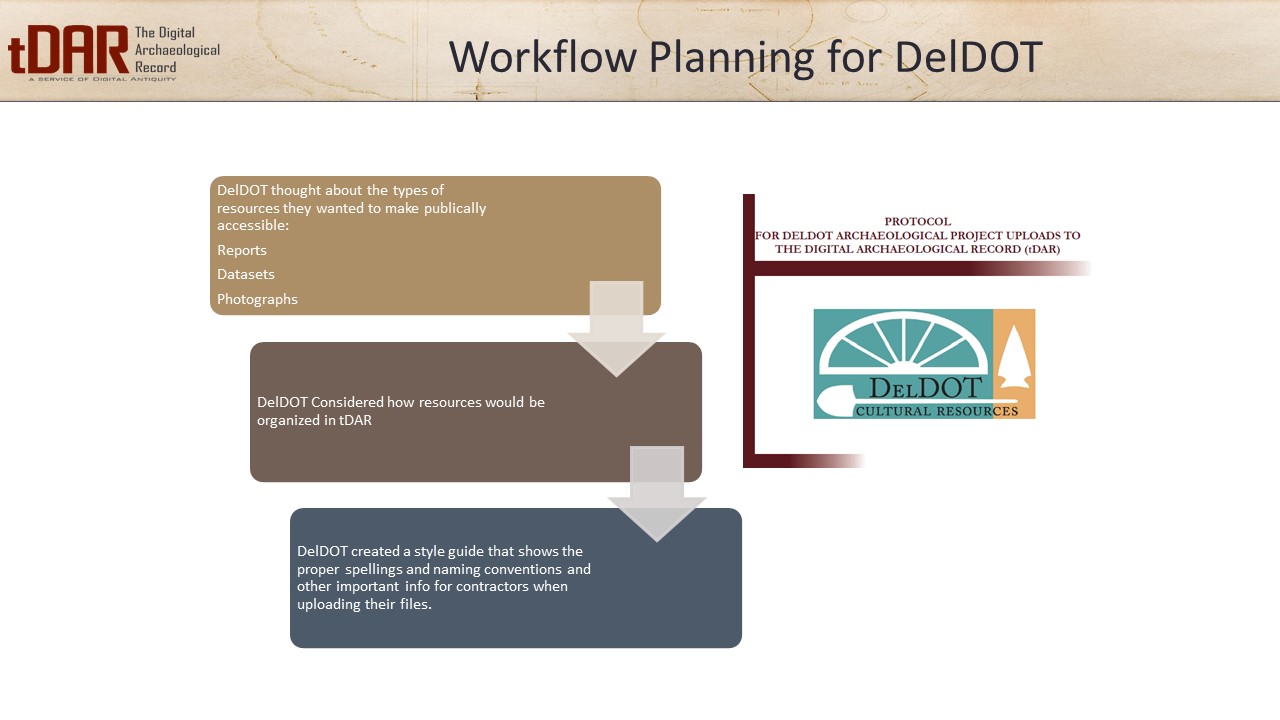 tDAR
The Digital
Archaeological
Record
A SERVICE OF DIGITAL ANTIQUITY
Workflow Planning for DelDOT
DelDOT thought about the types of
resources they wanted to make publically
accessible:
Reports
Datasets
Photographs
DelDOT Considered how resources would be
organized in tDAR
DelDOT created a style guide that shows the
proper spellings and naming conventions and
other important info for contractors when
uploading their files.
PROTOCOL
FOR DELDOT ARCHAEOLOGICAL PROJECT UPLOADS TO
THE DIGITAL ARCHAEOLOGICAL RECORD (tDAR)
DELDOT
CULTURAL RESOURCES